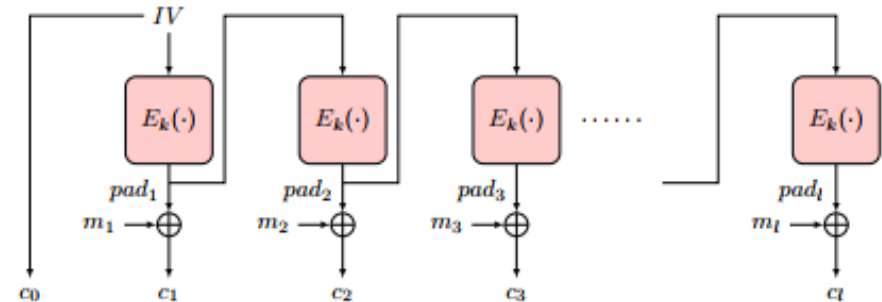 IV
E_k(·) E_k(·) E_k(·) ...... E_k(·)
pad_1 pad_2 pad_3 pad_l
m_1 m_2 m_3 m_l
c_0 c_1 c_2 c_3 c_l